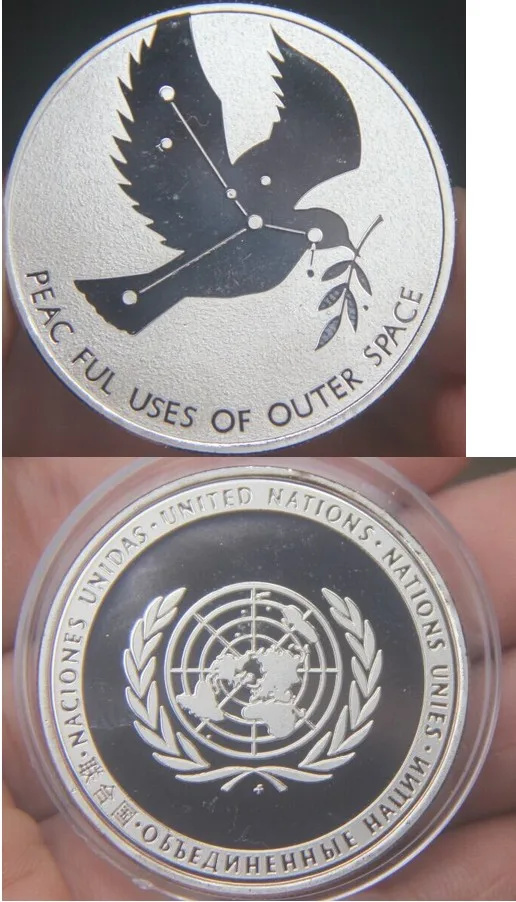 PEAC FUL USES OF OUTER SPACE
NACIONES UNIDAS - UNITED NATIONS · NATIONS UNIES · ОБЪЕДИНЕННЫЕ НАЦИИ · 联合国 ·